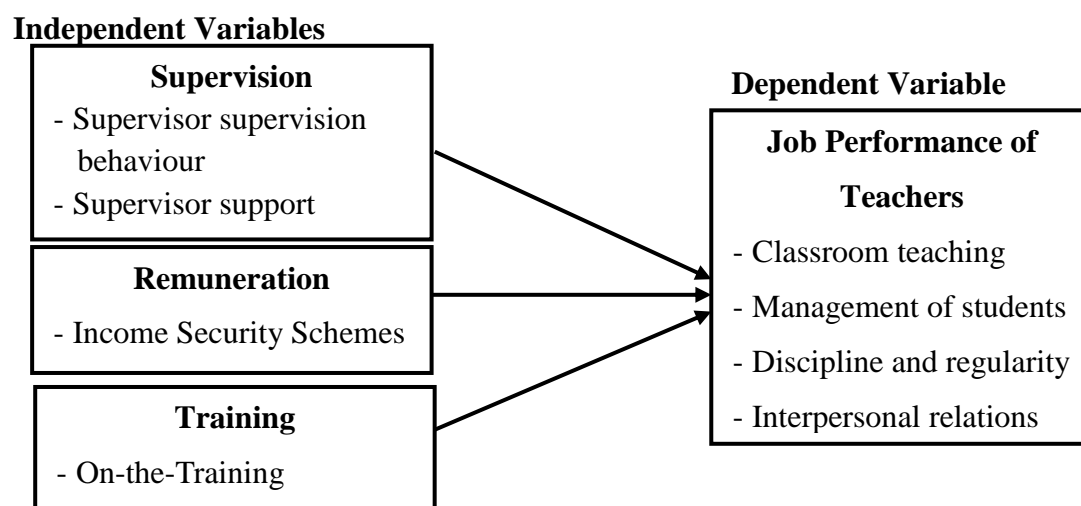 Independent Variables
Supervision
- Supervisor supervision
behaviour
- Supervisor support
Remuneration
- Income Security Schemes
Training
- On-the-Training
Dependent Variable
Job Performance of
Teachers
- Classroom teaching
- Management of students
- Discipline and regularity
- Interpersonal relations